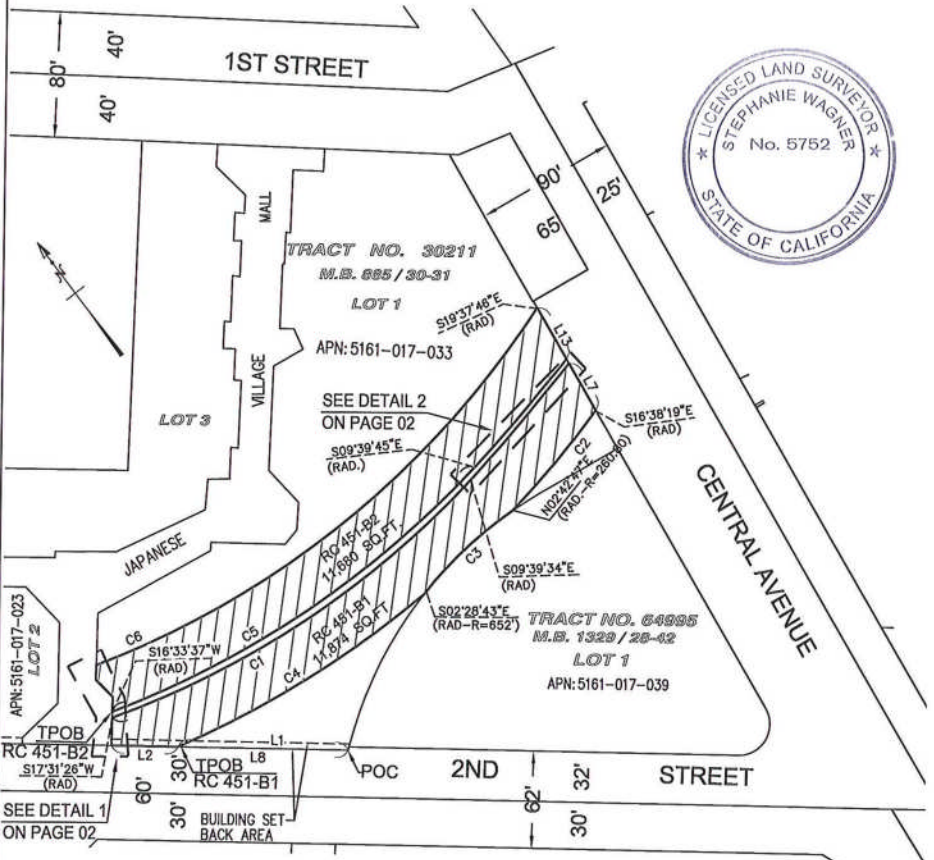 80'
40'
40'
1ST STREET
LICENSED LAND SURVEYOR
STEPHANIE WAGNER
No. 5752
STATE OF CALIFORNIA
MALL
90'
65
25'
TRACT NO. 30211
M.B. 885 / 30-31
LOT 1
S19°37'46"E
(RAD)
L13
APN: 5161-017-033
VILLAGE
LOT 3
SEE DETAIL 2
ON PAGE 02
L7
S16°38'19"E
(RAD)
S09°39'45"E
(RAD.)
C2
N02°42'47"E
CENTRAL AVENUE
RC 451-B2
11,680 SQ.FT.
JAPANESE
C3
S09°39'34"E
(RAD)
RC 451-B1
11,874 SQ.FT
APN: 5161-017-023
LOT 2
C6
C5
C1
C4
S16°33'37"W
(RAD)
S02°28'43"E
(RAD-R=652')
TRACT NO. 64995
M.B. 1329 / 28-42
LOT 1
APN: 5161-017-039
TPOB
RC 451-B2
S17°31'26"W
(RAD)
L2
L1
L8
TPOB
RC 451-B1
POC
2ND STREET
60'
30'
30'
62'
32'
30'
SEE DETAIL 1
ON PAGE 02
BUILDING SET
BACK AREA